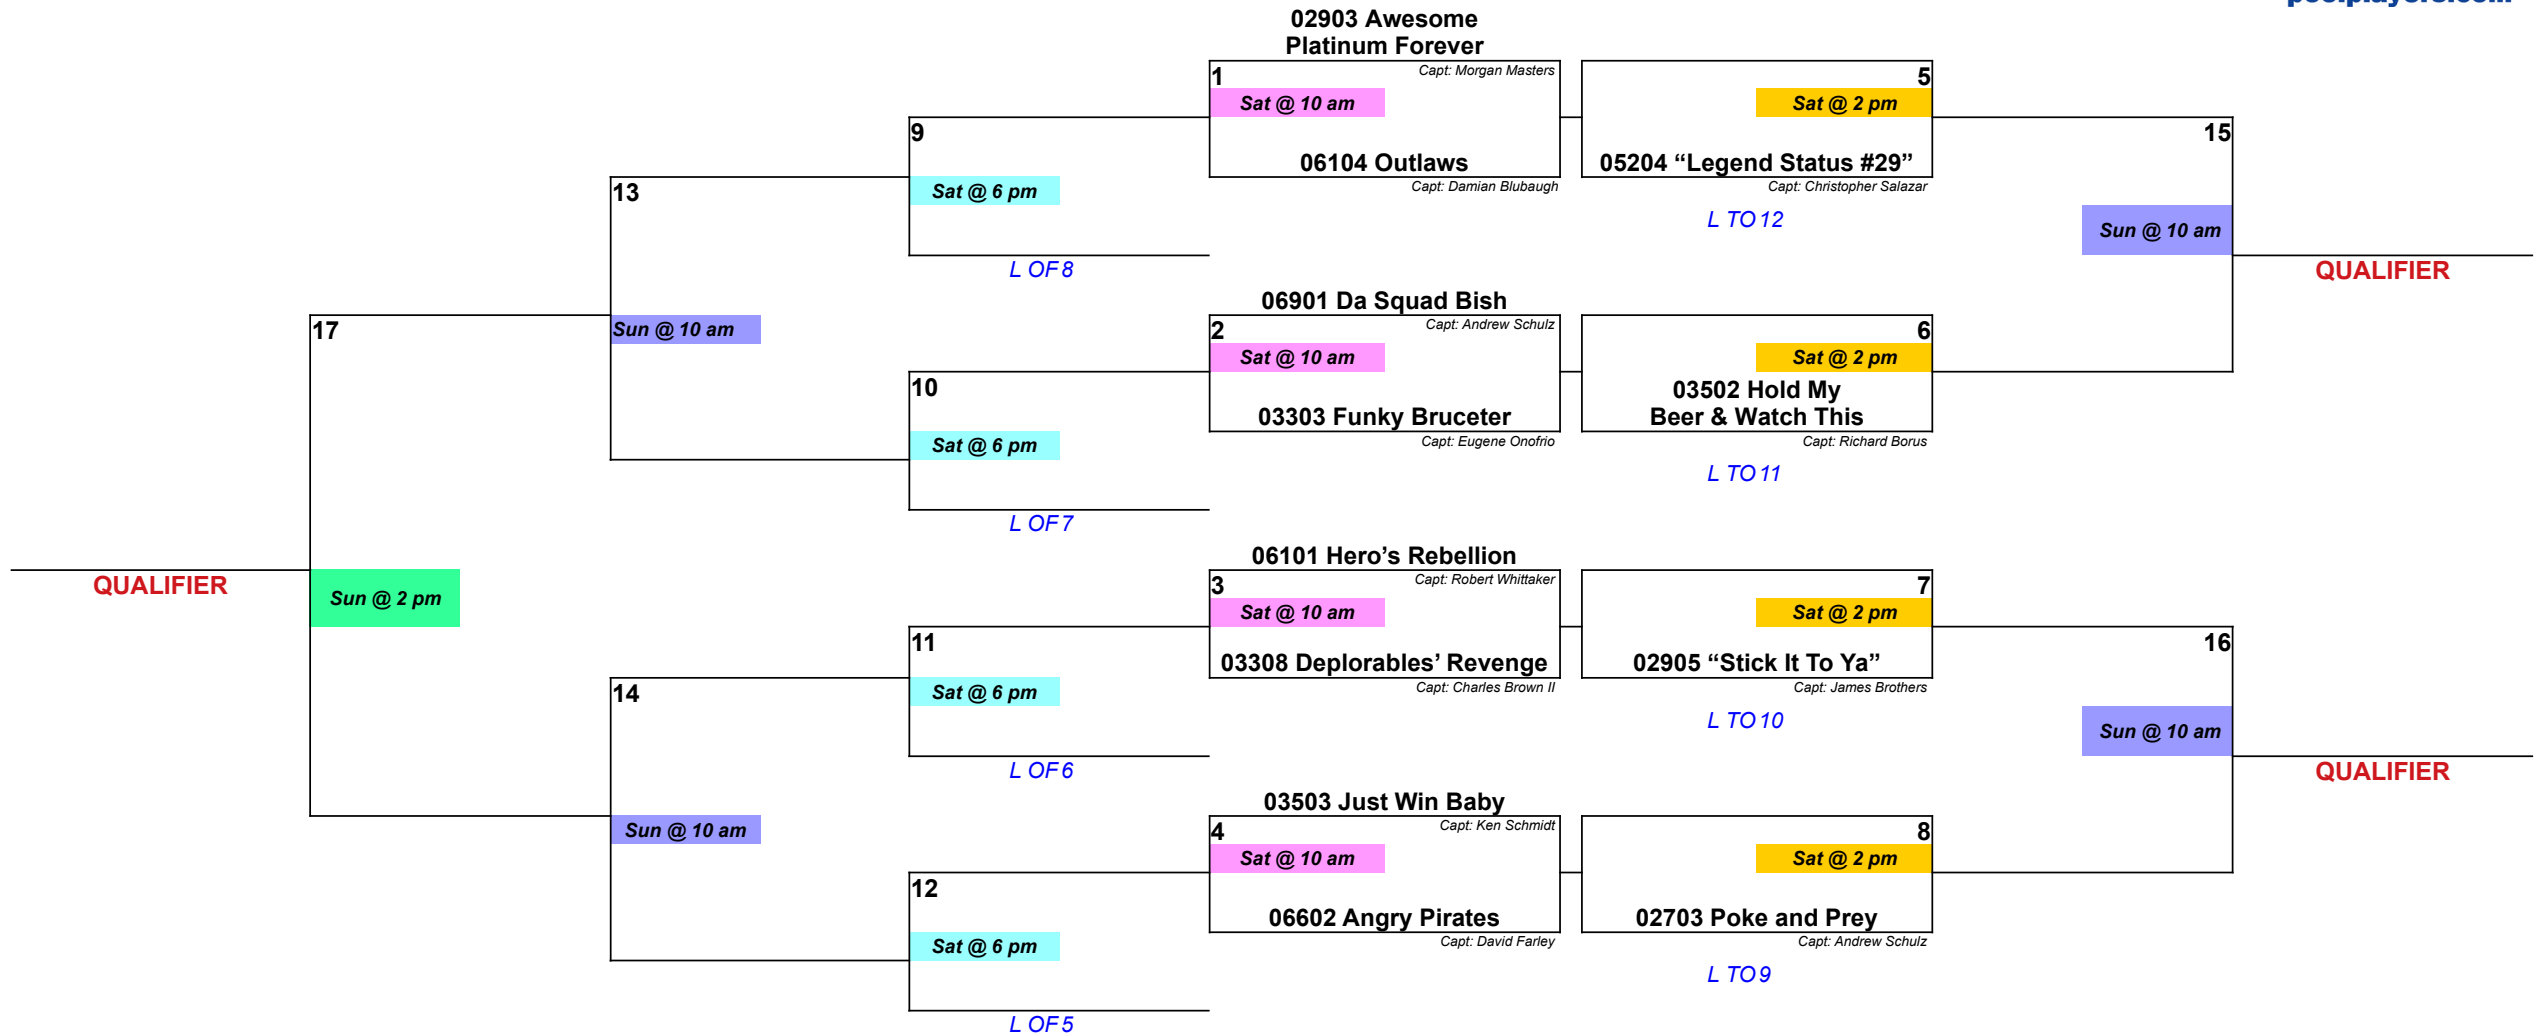 02903 Awesome
Platinum Forever
1
Capt: Morgan Masters
5
Sat @ 10 am
Sat @ 2 pm
9
15
06104 Outlaws
05204 “Legend Status #29”
Capt: Damian Blubaugh
Capt: Christopher Salazar
13
Sat @ 6 pm
L TO 12
Sun @ 10 am
L OF 8
QUALIFIER
06901 Da Squad Bish
17
Sun @ 10 am
2
Capt: Andrew Schulz
6
Sat @ 10 am
Sat @ 2 pm
10
03502 Hold My
03303 Funky Bruceter
Beer & Watch This
Capt: Eugene Onofrio
Capt: Richard Borus
Sat @ 6 pm
L TO 11
L OF 7
06101 Hero’s Rebellion
QUALIFIER
Sun @ 2 pm
3
Capt: Robert Whittaker
7
Sat @ 10 am
Sat @ 2 pm
11
16
03308 Deplorables’ Revenge
02905 “Stick It To Ya”
Capt: Charles Brown II
Capt: James Brothers
14
Sat @ 6 pm
L TO 10
Sun @ 10 am
L OF 6
QUALIFIER
03503 Just Win Baby
Sun @ 10 am
4
Capt: Ken Schmidt
8
Sat @ 10 am
Sat @ 2 pm
12
06602 Angry Pirates
02703 Poke and Prey
Capt: David Farley
Capt: Andrew Schulz
Sat @ 6 pm
L TO 9
L OF 5